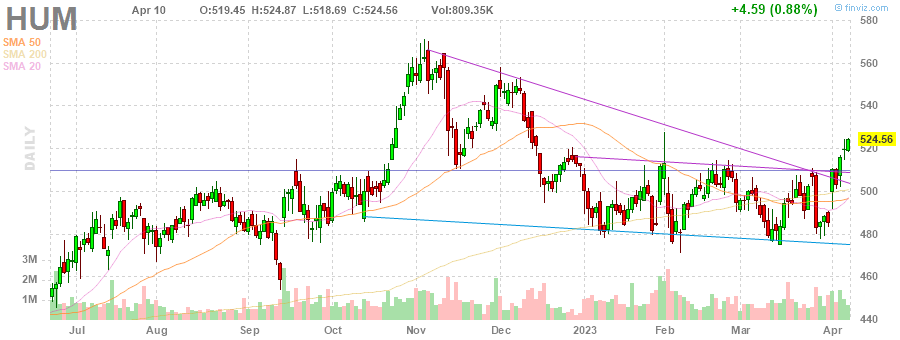 HUM Apr 10 O:519.45 H:524.87 L:518.69 C:524.56 Vol:809.35K +4.59 (0.88%) © finviz.com
SMA 50
SMA 200
SMA 20
DAILY
580
560
540
524.56
520
500
480
460
440
3M
2M
1M
Jul Aug Sep Oct Nov Dec 2023 Feb Mar Apr